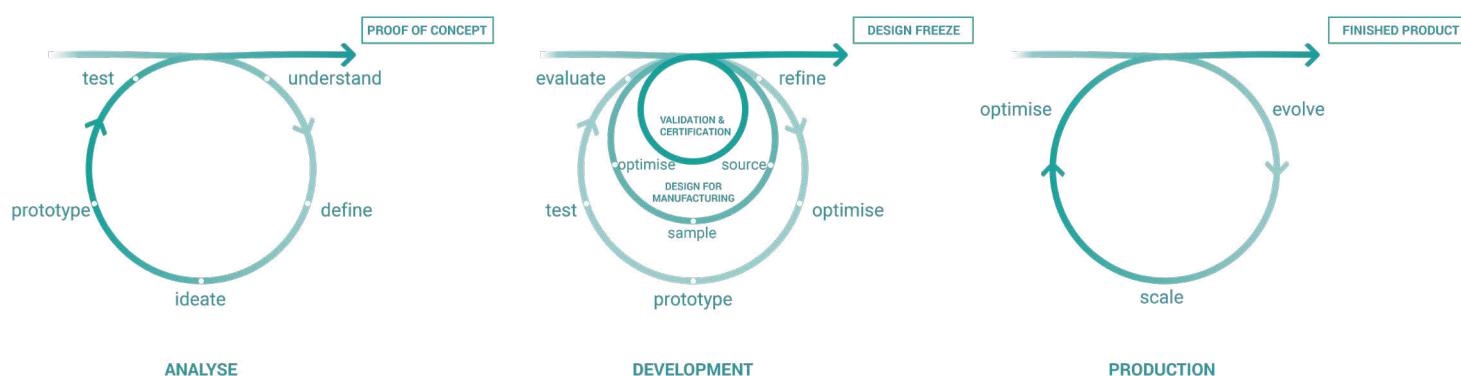 PROOF OF CONCEPT
test
understand
prototype
define
ideate
ANALYSE
DESIGN FREEZE
evaluate
refine
VALIDATION &
CERTIFICATION
optimise
source
DESIGN FOR
MANUFACTURING
test
optimise
sample
prototype
DEVELOPMENT
FINISHED PRODUCT
optimise
evolve
scale
PRODUCTION